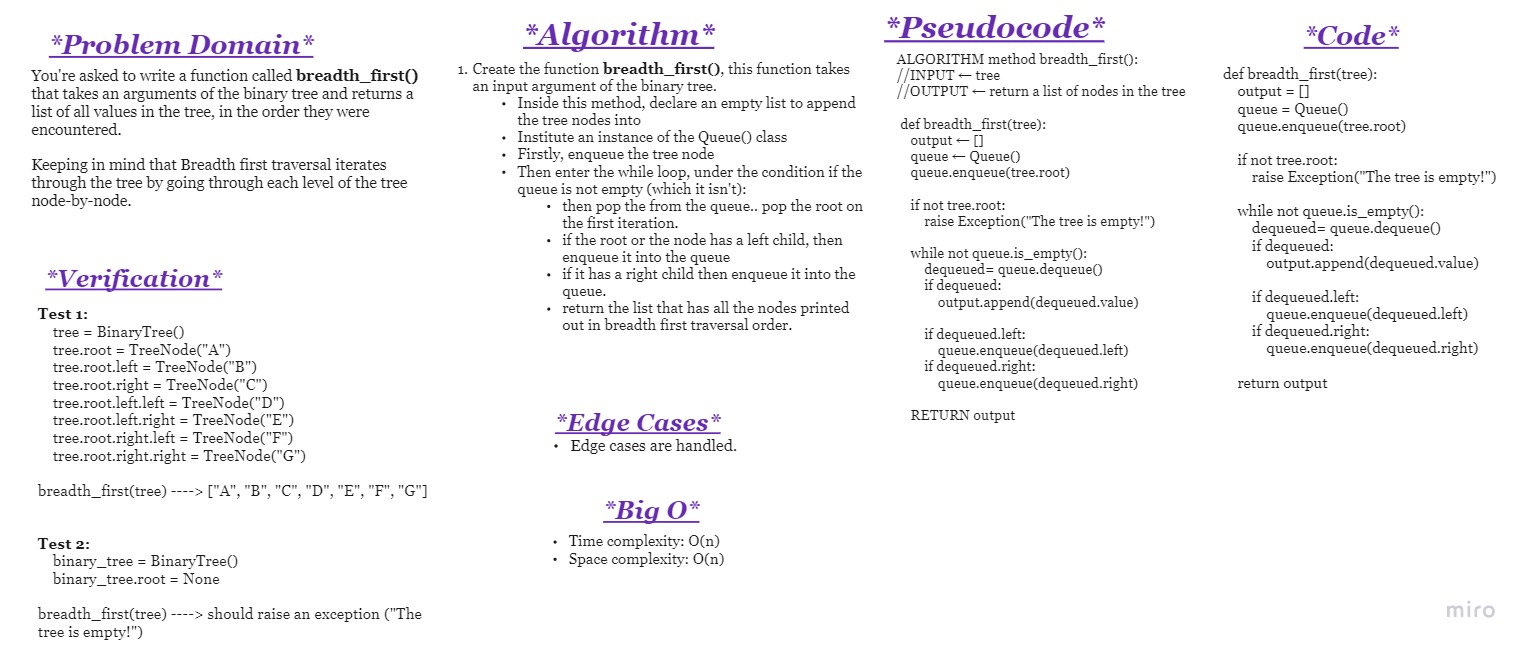 *Problem Domain*
You're asked to write a function called breadth_first()
that takes an arguments of the binary tree and returns a
list of all values in the tree, in the order they were
encountered.
Keeping in mind that Breadth first traversal iterates
through the tree by going through each level of the tree
node-by-node.
*Verification*
Test 1:
tree = BinaryTree()
tree.root = TreeNode("A")
tree.root.left = TreeNode("B")
tree.root.right = TreeNode("C")
tree.root.left.left = TreeNode("D")
tree.root.left.right = TreeNode("E")
tree.root.right.left = TreeNode("F")
tree.root.right.right = TreeNode("G")
breadth_first(tree) ----> ["A", "B", "C", "D", "E", "F", "G"]
Test 2:
binary_tree = BinaryTree()
binary_tree.root = None
breadth_first(tree) ----> should raise an exception ("The
tree is empty!")
*Algorithm*
1. Create the function breadth_first(), this function takes
an input argument of the binary tree.
• Inside this method, declare an empty list to append
the tree nodes into
• Institute an instance of the Queue() class
• Firstly, enqueue the tree node
• Then enter the while loop, under the condition if the
queue is not empty (which it isn't):
• then pop the from the queue.. pop the root on
the first iteration.
• if the root or the node has a left child, then
enqueue it into the queue
• if it has a right child then enqueue it into the
queue.
• return the list that has all the nodes printed
out in breadth first traversal order.
*Edge Cases*
• Edge cases are handled.
*Big O*
• Time complexity: O(n)
• Space complexity: O(n)
*Pseudocode*
ALGORITHM method breadth_first():
//INPUT ← tree
//OUTPUT ← return a list of nodes in the tree
def breadth_first(tree):
output ← []
queue ← Queue()
queue.enqueue(tree.root)
if not tree.root:
raise Exception("The tree is empty!")
while not queue.is_empty():
dequeued= queue.dequeue()
if dequeued:
output.append(dequeued.value)
if dequeued.left:
queue.enqueue(dequeued.left)
if dequeued.right:
queue.enqueue(dequeued.right)
RETURN output
*Code*
def breadth_first(tree):
output = []
queue = Queue()
queue.enqueue(tree.root)
if not tree.root:
raise Exception("The tree is empty!")
while not queue.is_empty():
dequeued= queue.dequeue()
if dequeued:
output.append(dequeued.value)
if dequeued.left:
queue.enqueue(dequeued.left)
if dequeued.right:
queue.enqueue(dequeued.right)
return output
miro